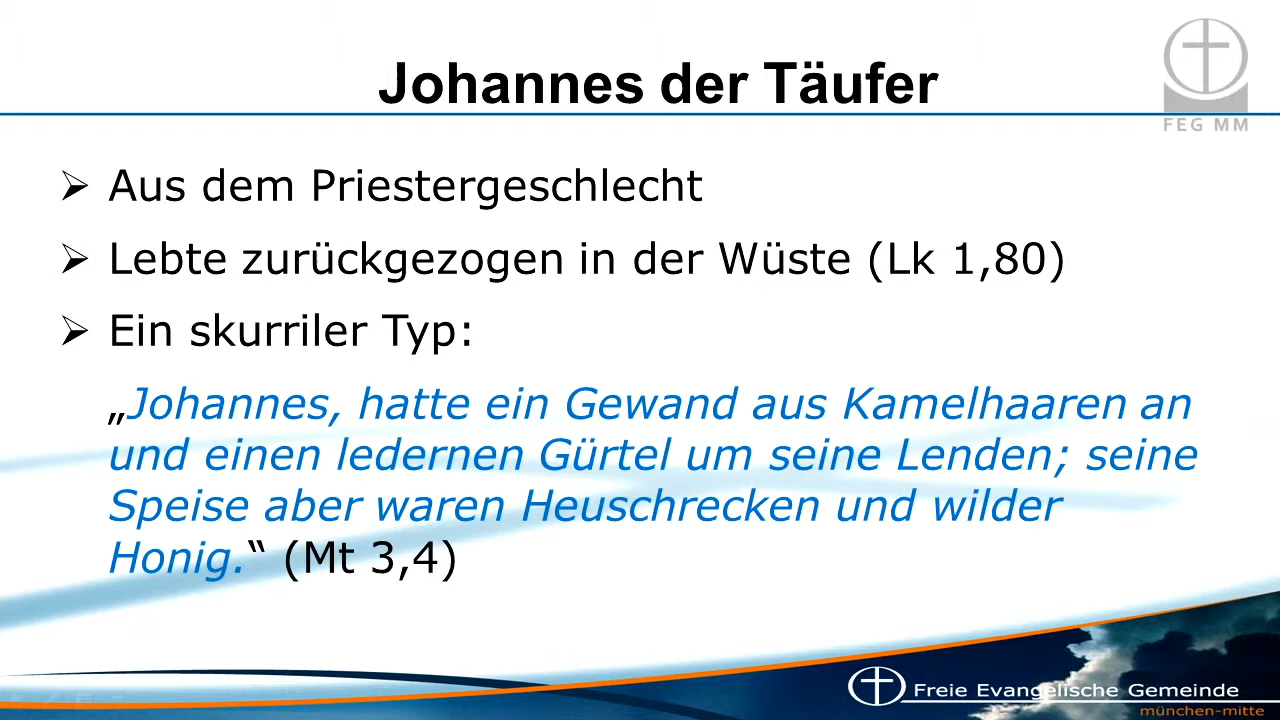 Johannes der Täufer
FEG MM
Aus dem Priestergeschlecht
Lebte zurückgezogen in der Wüste (Lk 1,80)
Ein skurriler Typ:
„Johannes, hatte ein Gewand aus Kamelhaaren an
und einen ledernen Gürtel um seine Lenden; seine
Speise aber waren Heuschrecken und wilder
Honig.“ (Mt 3,4)
Freie Evangelische Gemeinde
münchen-mitte